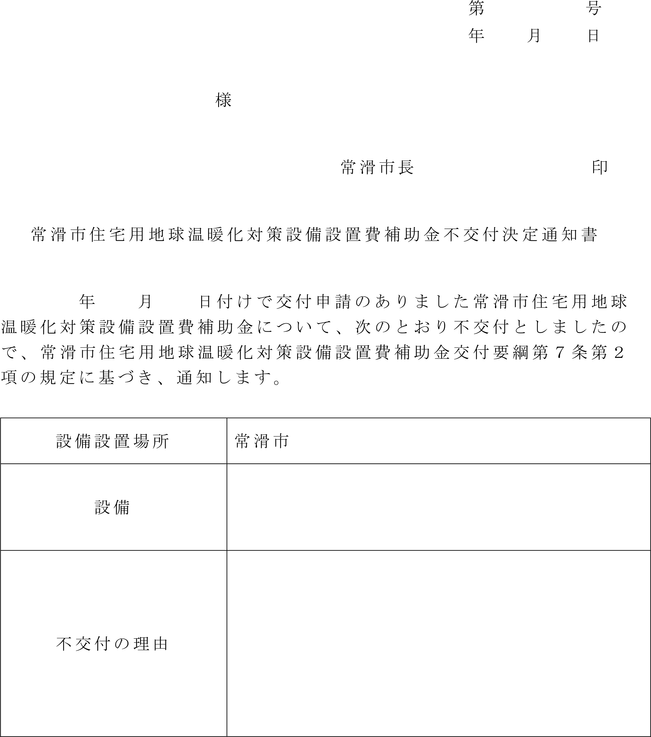 第　　　　　号
年　　月　　日
様
常滑市長　　　　　　　　　印
常滑市住宅用地球温暖化対策設備設置費補助金不交付決定通知書
年　　月　　日付けで交付申請のありました常滑市住宅用地球
温暖化対策設備設置費補助金について、次のとおり不交付としましたの
で、常滑市住宅用地球温暖化対策設備設置費補助金交付要綱第７条第２
項の規定に基づき、通知します。
設備設置場所　常滑市
設備
不交付の理由